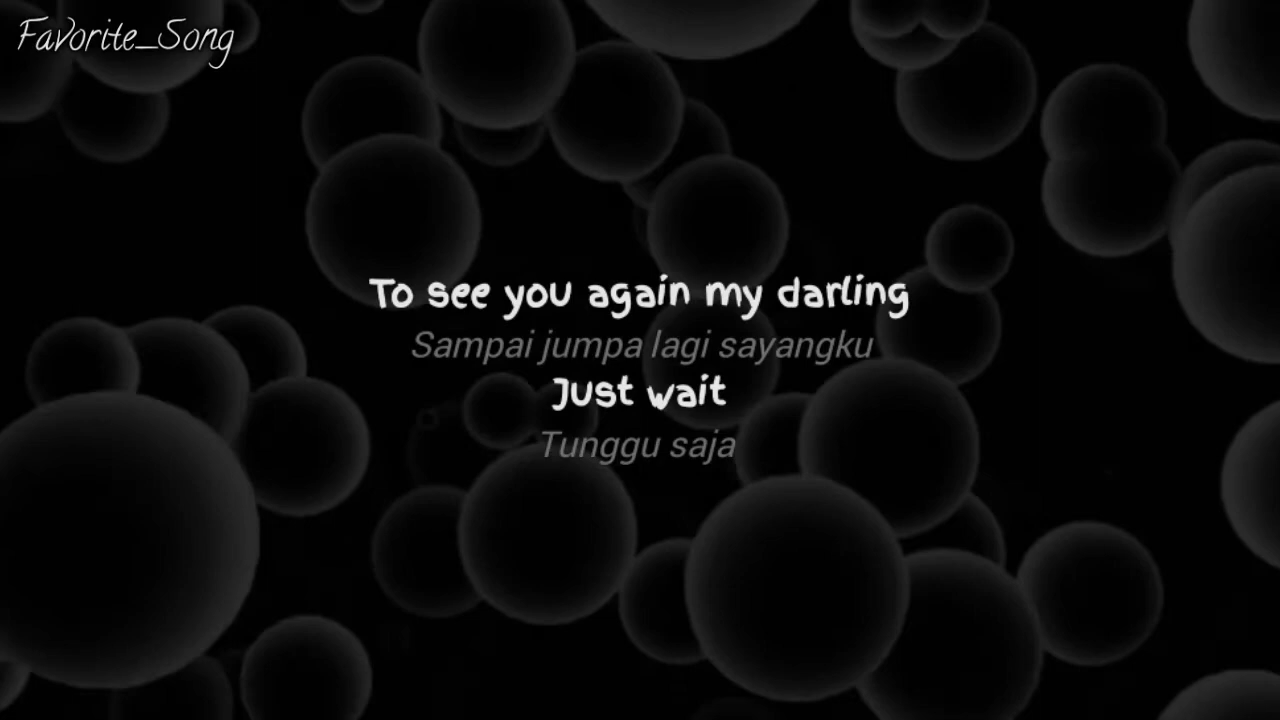 Favorite_Song
To see you again my darling
Sampai jumpa lagi sayangku
Just wait
Tunggu saja